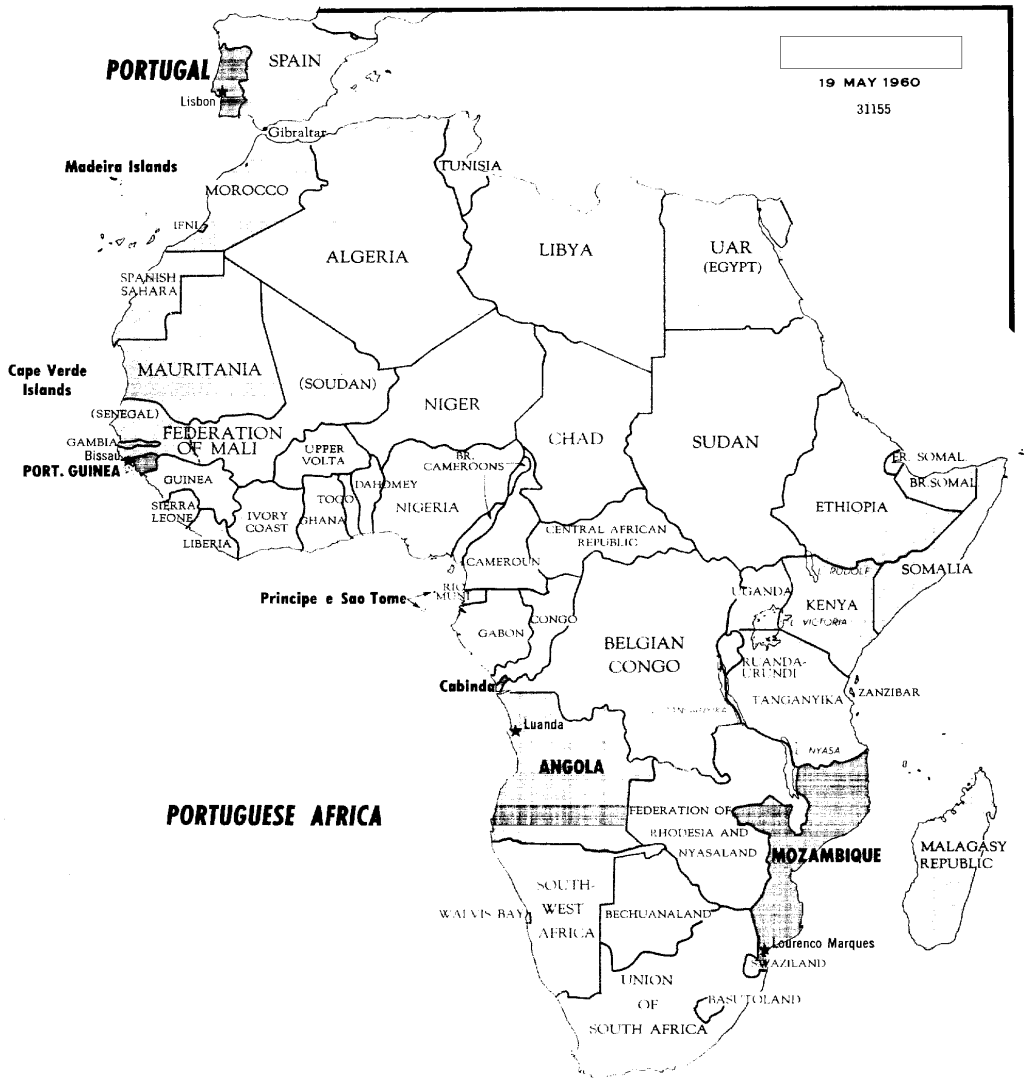 19 MAY 1960
31155
PORTUGAL
SPAIN
Lisbon
Gibraltar
Madeira Islands
TUNISIA
MOROCCO
IFNI
ALGERIA
LIBYA
UAR
(EGYPT)
SPANISH
SAHARA
Cape Verde
Islands
MAURITANIA
(SOUDAN)
NIGER
CHAD
SUDAN
(SENEGAL)
FEDERATION
OF MALI
GAMBIA
Bissau
PORT. GUINEA
UPPER
VOLTA
BR.
CAMEROONS
FR. SOMAL.
BR. SOMAL.
GUINEA
DAHOMEY
TOGO
SIERRA
LEONE
IVORY
COAST
GHANA
NIGERIA
ETHIOPIA
LIBERIA
CENTRAL AFRICAN
REPUBLIC
CAMEROUN
L. RUDOLF
SOMALIA
Principe e Sao Tome
RIO
MUNI
UGANDA
KENYA
L. VICTORIA
GABON
CONGO
BELGIAN
CONGO
RUANDA-
URUNDI
Cabinda
TANGANYIKA
ZANZIBAR
Luanda
L. NYASA
ANGOLA
PORTUGUESE AFRICA
FEDERATION OF
RHODESIA AND
NYASALAND
MOZAMBIQUE
MALAGASY
REPUBLIC
SOUTH-
WEST
AFRICA
WALVIS BAY
BECHUANALAND
Lourenco Marques
SWAZILAND
UNION
OF
SOUTH AFRICA
BASUTOLAND